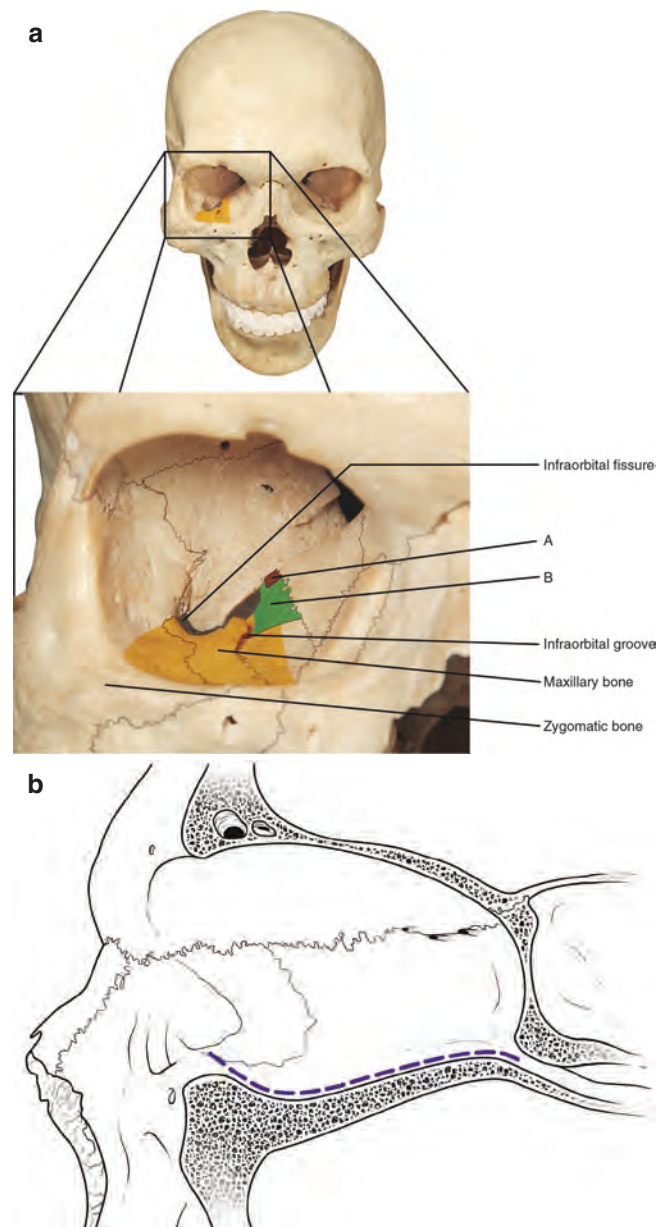 a
Infraorbital fissure
A
B
Infraorbital groove
Maxillary bone
Zygomatic bone
b